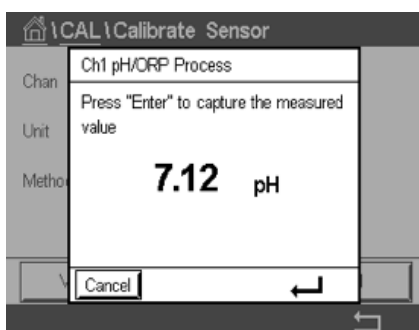 \CAL\Calibrate Sensor
Ch1 pH/ORP Process
Chan
Press "Enter" to capture the measured
value
Unit
7.12 pH
Cancel